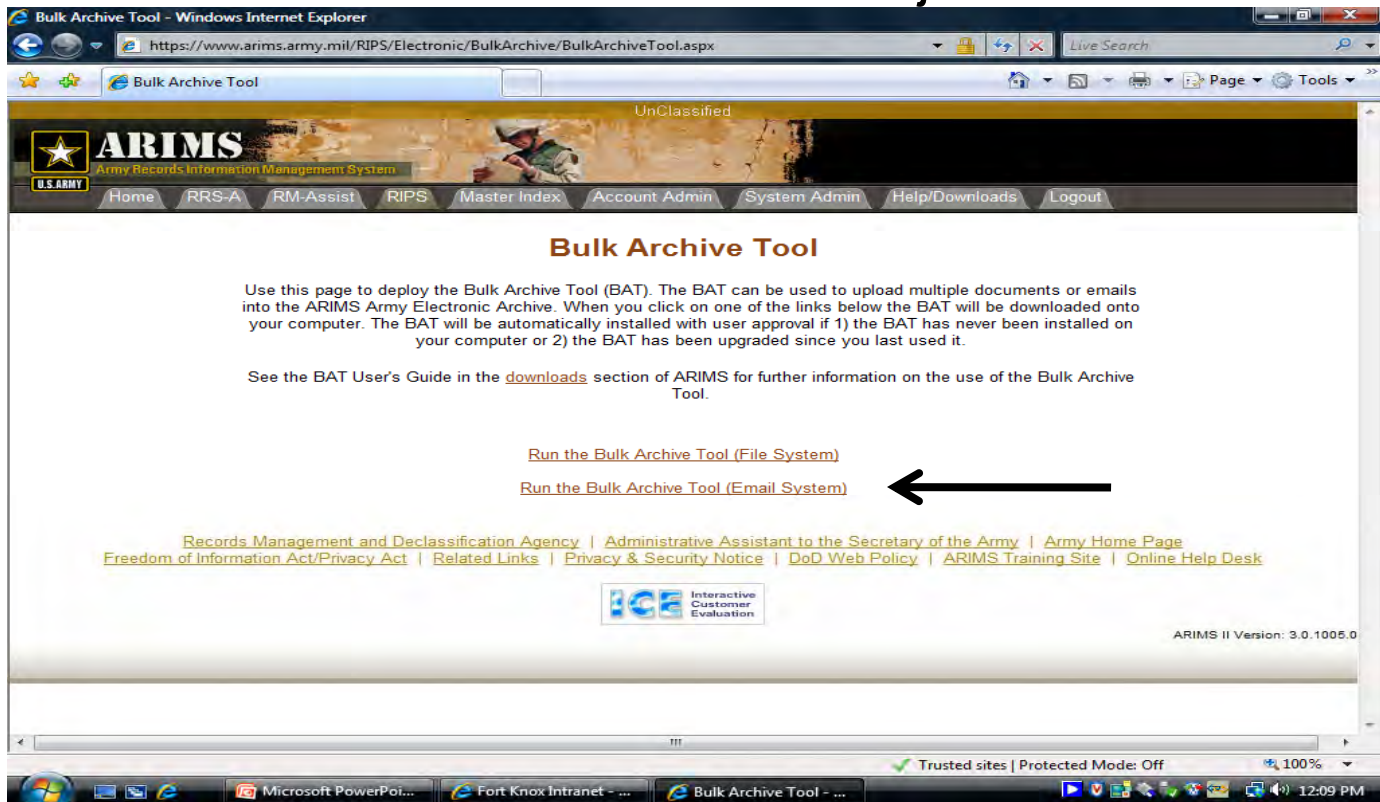 Bulk Archive Tool - Windows Internet Explorer
https://www.arims.army.mil/RIPS/Electronic/BulkArchive/BulkArchiveTool.aspx
Live Search
Bulk Archive Tool
Page
Tools
UnClassified
ARIMS
Army Records Information Management System
U.S.ARMY
Home RRS-A RM-Assist RIPS Master Index Account Admin System Admin Help/Downloads Logout
Bulk Archive Tool
Use this page to deploy the Bulk Archive Tool (BAT). The BAT can be used to upload multiple documents or emails
into the ARIMS Army Electronic Archive. When you click on one of the links below the BAT will be downloaded onto
your computer. The BAT will be automatically installed with user approval if 1) the BAT has never been installed on
your computer or 2) the BAT has been upgraded since you last used it.
See the BAT User's Guide in the downloads section of ARIMS for further information on the use of the Bulk Archive
Tool.
Run the Bulk Archive Tool (File System)
Run the Bulk Archive Tool (Email System)
Records Management and Declassification Agency | Administrative Assistant to the Secretary of the Army | Army Home Page
Freedom of Information Act/Privacy Act | Related Links | Privacy & Security Notice | DoD Web Policy | ARIMS Training Site | Online Help Desk
ICE Interactive
Customer
Evaluation
ARIMS II Version: 3.0.1005.0
Trusted sites | Protected Mode: Off
100%
Microsoft PowerPoi...
Fort Knox Intranet - ...
Bulk Archive Tool - ...
12:09 PM